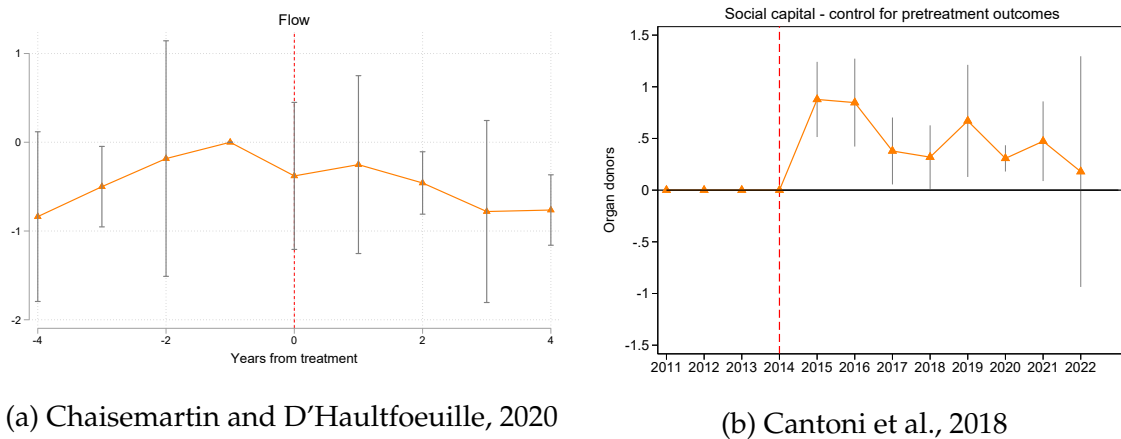 Flow
1
0
-1
-2
-4
-2
0
2
4
Years from treatment
(a) Chaisemartin and D'Haultfoeuille, 2020
Social capital - control for pretreatment outcomes
Organ donors
1.5
1
.5
0
-.5
-1
-1.5
2011 2012 2013 2014 2015 2016 2017 2018 2019 2020 2021 2022
(b) Cantoni et al., 2018